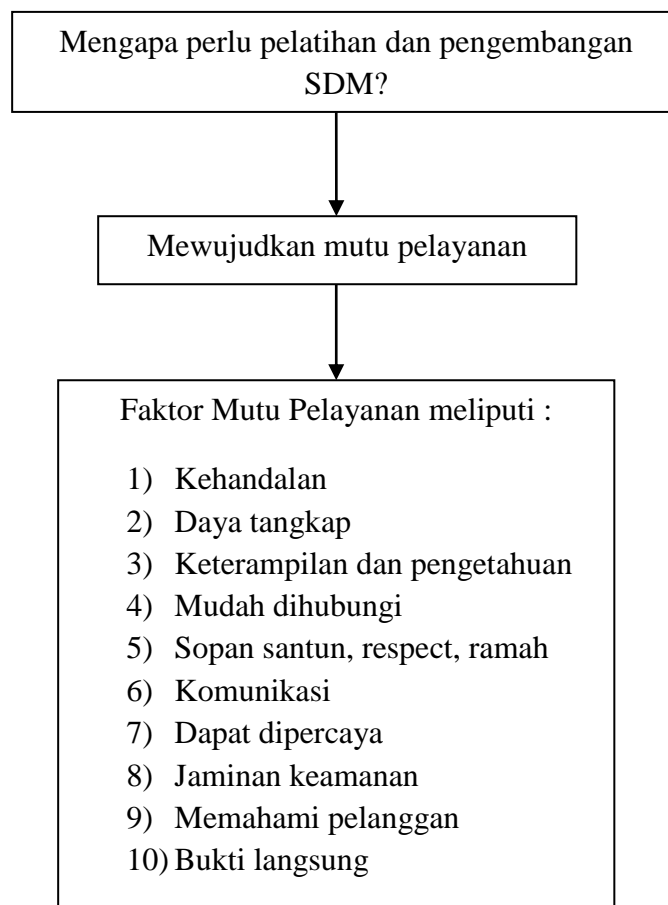 Mengapa perlu pelatihan dan pengembangan
SDM?
Mewujudkan mutu pelayanan
Faktor Mutu Pelayanan meliputi :
1) Kehandalan
2) Daya tangkap
3) Keterampilan dan pengetahuan
4) Mudah dihubungi
5) Sopan santun, respect, ramah
6) Komunikasi
7) Dapat dipercaya
8) Jaminan keamanan
9) Memahami pelanggan
10) Bukti langsung